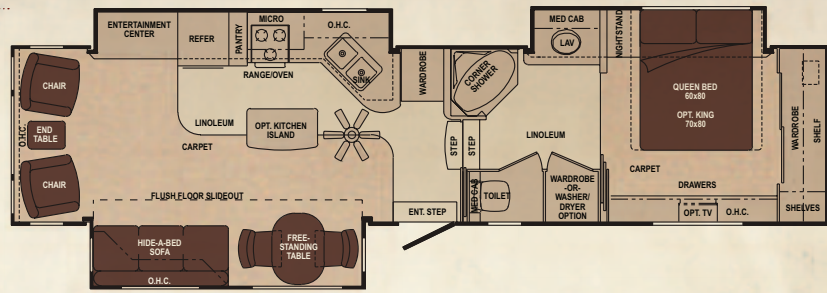 ENTERTAINMENT
CENTER
REFER
PANTRY
MICRO
O.H.C.
RANGE/OVEN
SINK
WARDROBE
CORNER
SHOWER
MED CAB
LAV
NIGHTSTAND
QUEEN BED
60x80
OPT. KING
70x80
WARDROBE
SHELF
CHAIR
END
TABLE
O.H.C.
CHAIR
LINOLEUM
CARPET
OPT. KITCHEN
ISLAND
STEP
STEP
LINOLEUM
CARPET
DRAWERS
FLUSH FLOOR SLIDEOUT
ENT. STEP
MED CAB
TOILET
WARDROBE
-OR-
WASHER/
DRYER
OPTION
OPT. TV
O.H.C.
SHELVES
HIDE-A-BED
SOFA
O.H.C.
FREE-
STANDING
TABLE